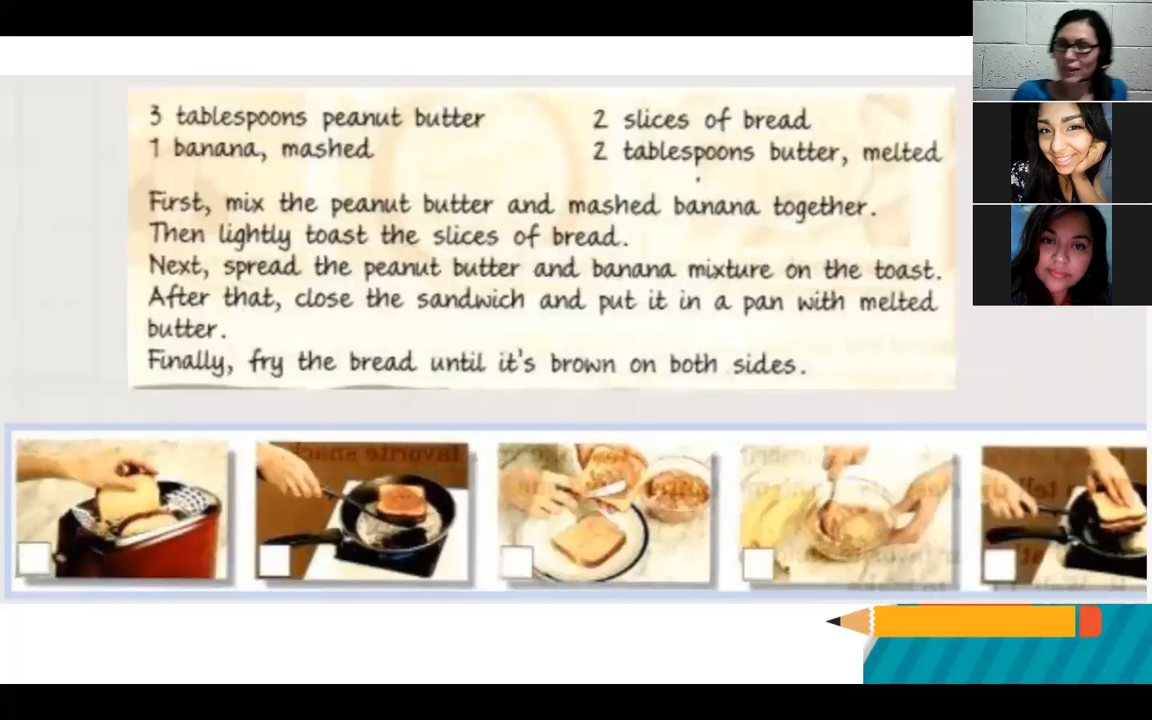 3 tablespoons peanut butter
2 slices of bread
1 banana, mashed
2 tablespoons butter, melted
First, mix the peanut butter and mashed banana together.
Then lightly toast the slices of bread.
Next, spread the peanut butter and banana mixture on the toast.
After that, close the sandwich and put it in a pan with melted
butter.
Finally, fry the bread until it's brown on both sides.